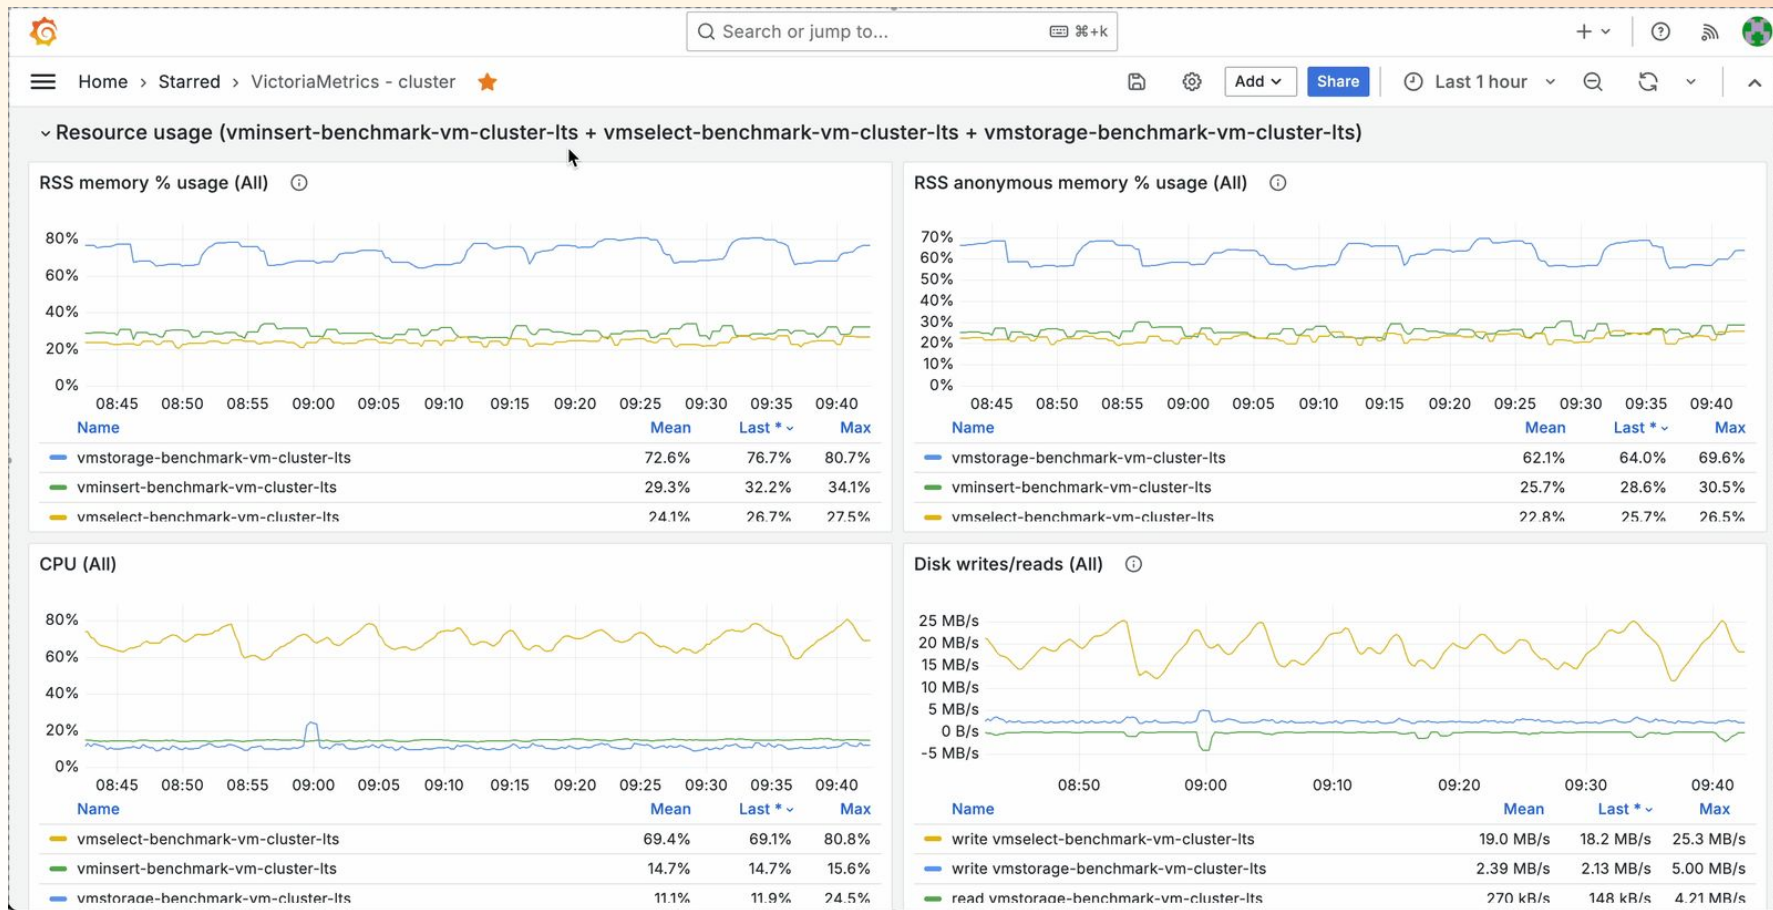 Search or jump to... ⌘+k
Home › Starred › VictoriaMetrics - cluster Add Share Last 1 hour
Resource usage (vminsert-benchmark-vm-cluster-lts + vmselect-benchmark-vm-cluster-lts + vmstorage-benchmark-vm-cluster-lts)
RSS memory % usage (All)
80%
60%
40%
20%
0%
08:45 08:50 08:55 09:00 09:05 09:10 09:15 09:20 09:25 09:30 09:35 09:40
Name Mean Last * Max
vmstorage-benchmark-vm-cluster-lts 72.6% 76.7% 80.7%
vminsert-benchmark-vm-cluster-lts 29.3% 32.2% 34.1%
vmselect-benchmark-vm-cluster-lts 24.1% 26.7% 27.5%
RSS anonymous memory % usage (All)
70%
60%
50%
40%
30%
20%
10%
0%
08:45 08:50 08:55 09:00 09:05 09:10 09:15 09:20 09:25 09:30 09:35 09:40
Name Mean Last * Max
vmstorage-benchmark-vm-cluster-lts 62.1% 64.0% 69.6%
vminsert-benchmark-vm-cluster-lts 25.7% 28.6% 30.5%
vmselect-benchmark-vm-cluster-lts 22.8% 25.7% 26.5%
CPU (All)
80%
60%
40%
20%
0%
08:45 08:50 08:55 09:00 09:05 09:10 09:15 09:20 09:25 09:30 09:35 09:40
Name Mean Last * Max
vmselect-benchmark-vm-cluster-lts 69.4% 69.1% 80.8%
vminsert-benchmark-vm-cluster-lts 14.7% 14.7% 15.6%
vmstorage-benchmark-vm-cluster-lts 11.1% 11.9% 24.5%
Disk writes/reads (All)
25 MB/s
20 MB/s
15 MB/s
10 MB/s
5 MB/s
0 B/s
-5 MB/s
08:50 09:00 09:10 09:20 09:30 09:40
Name Mean Last * Max
write vmselect-benchmark-vm-cluster-lts 19.0 MB/s 18.2 MB/s 25.3 MB/s
write vmstorage-benchmark-vm-cluster-lts 2.39 MB/s 2.13 MB/s 5.00 MB/s
read vmstorage-benchmark-vm-cluster-lts 270 kB/s 148 kB/s 4.21 MB/s